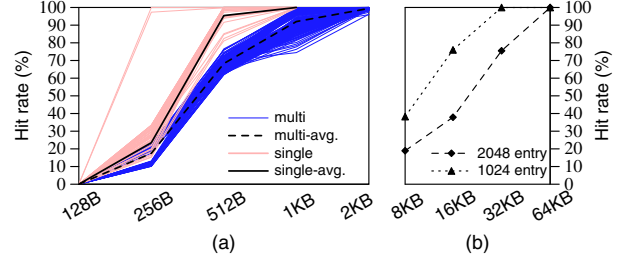 Hit rate (%)
100
90
80
70
60
50
40
30
20
10
0
multi
multi-avg.
single
single-avg.
128B
256B
512B
1KB
2KB
(a)
2048 entry
1024 entry
8KB
16KB
32KB
64KB
100
90
80
70
60
50
40
30
20
10
0
Hit rate (%)
(b)